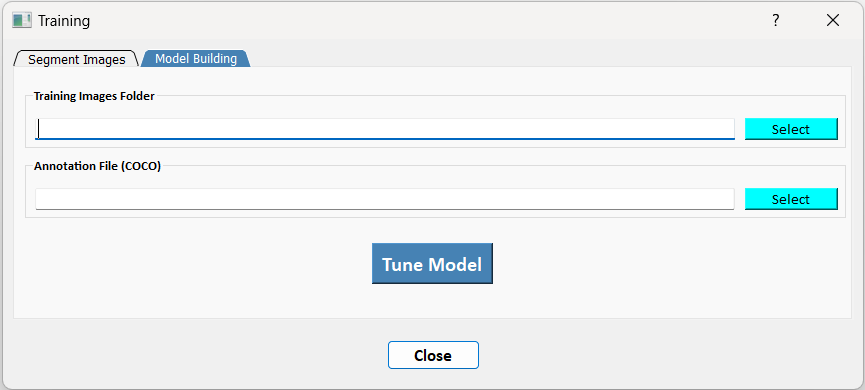 Training
?
Segment Images
Model Building
Training Images Folder
Select
Annotation File (COCO)
Select
Tune Model
Close